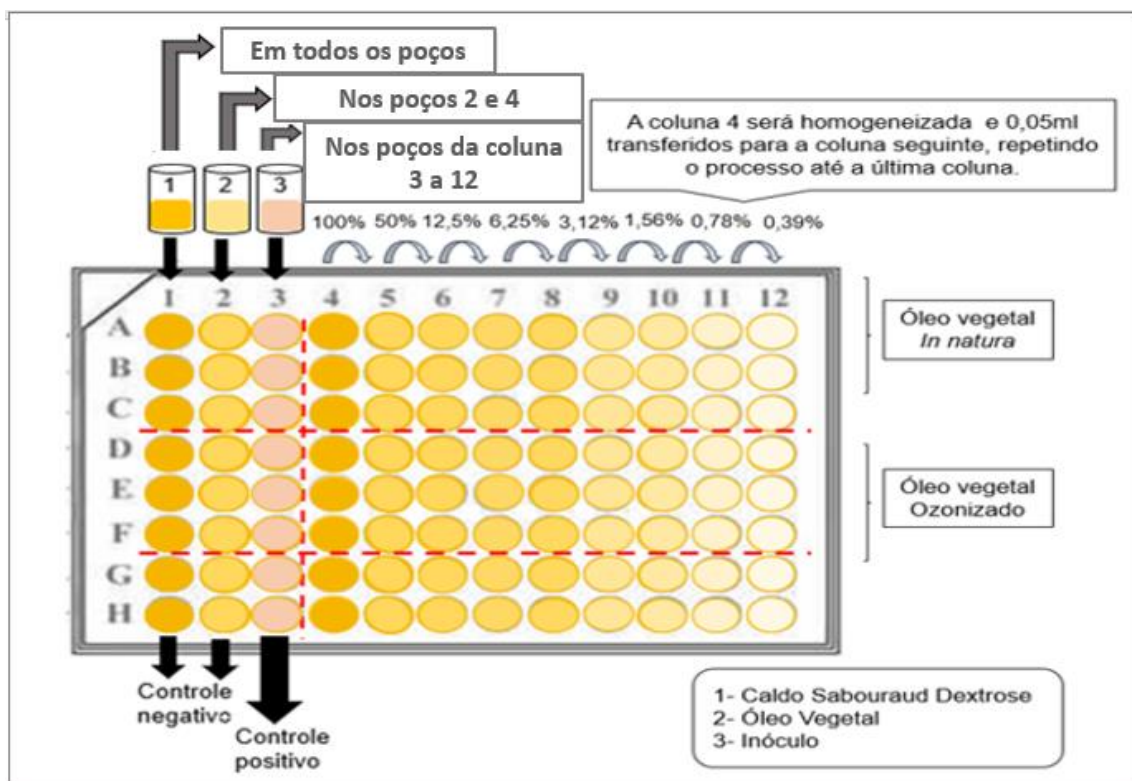 Em todos os poços
Nos poços 2 e 4
Nos poços da coluna
3 a 12
A coluna 4 será homogeneizada e 0,05ml
transferidos para a coluna seguinte, repetindo
o processo até a última coluna.
1 2 3
100% 50% 12,5% 6,25% 3,12% 1,56% 0,78% 0,39%
1 2 3 4 5 6 7 8 9 10 11 12
A
B
C
D
E
F
G
H
Óleo vegetal
In natura
Óleo vegetal
Ozonizado
Controle
negativo
Controle
positivo
1- Caldo Sabouraud Dextrose
2- Óleo Vegetal
3- Inóculo